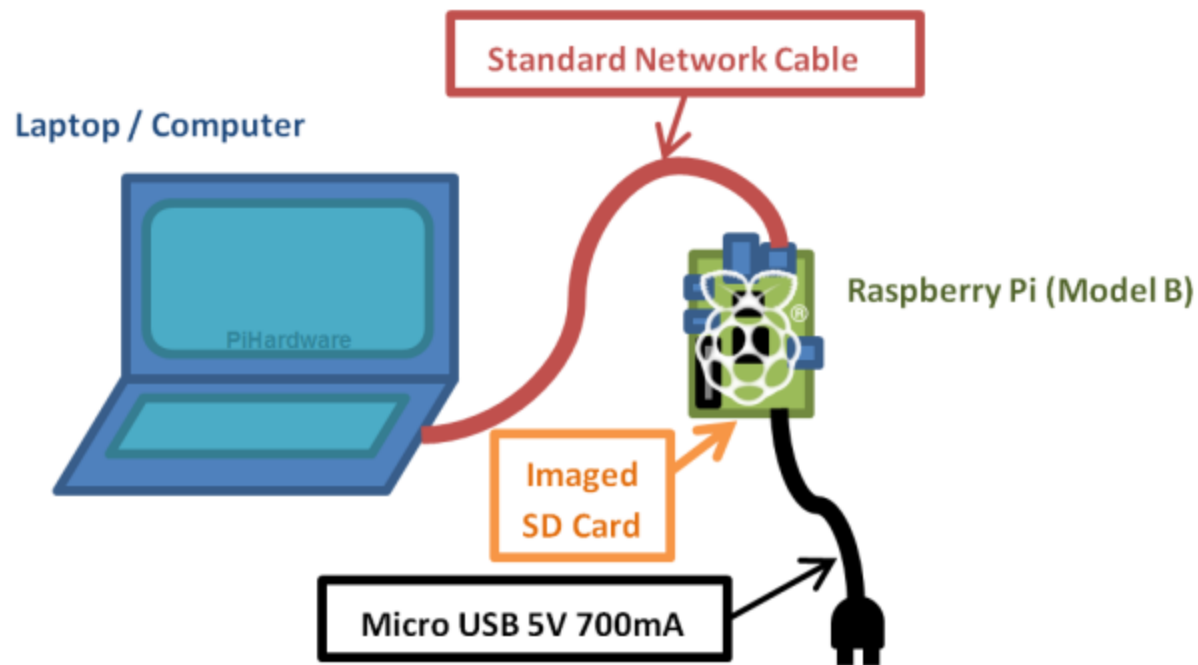 Standard Network Cable
Laptop / Computer
PiHardware
Raspberry Pi (Model B)
®
Imaged
SD Card
Micro USB 5V 700mA